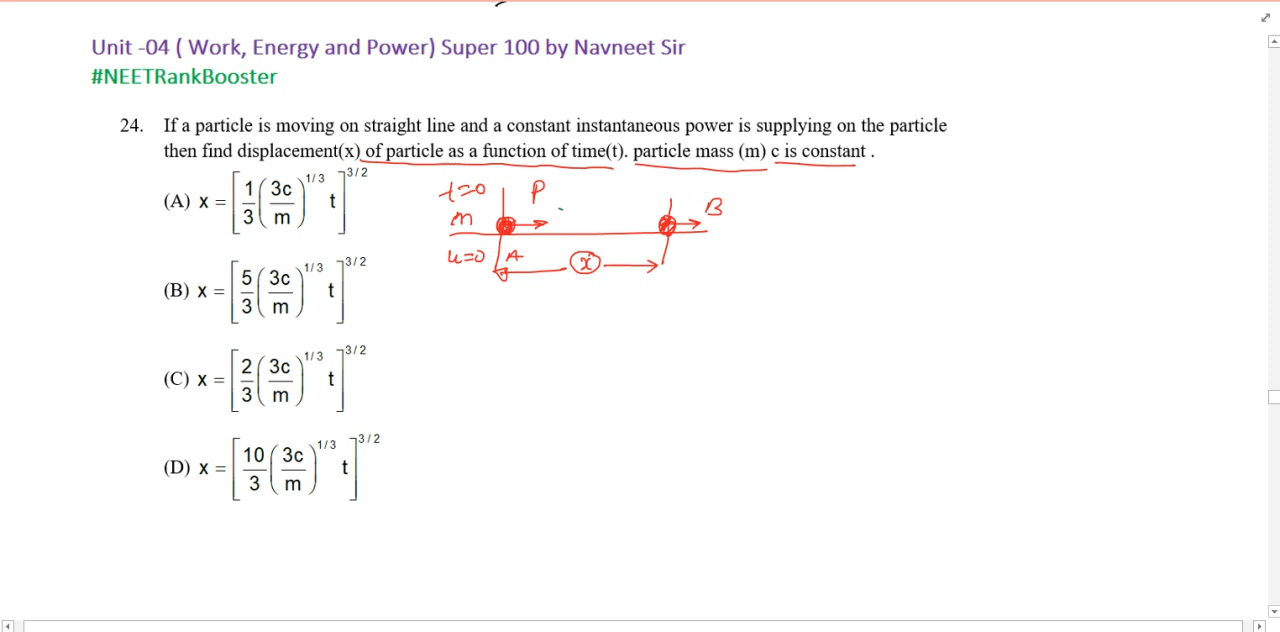 Unit -04 ( Work, Energy and Power) Super 100 by Navneet Sir
#NEETRankBooster
24. If a particle is moving on straight line and a constant instantaneous power is supplying on the particle
then find displacement(x) of particle as a function of time(t). particle mass (m) c is constant .
(A) x = [1/3 (3c/m)^1/3 t]^3/2
(B) x = [5/3 (3c/m)^1/3 t]^3/2
(C) x = [2/3 (3c/m)^1/3 t]^3/2
(D) x = [10/3 (3c/m)^1/3 t]^3/2
t=0 P
m B
u=0 A x